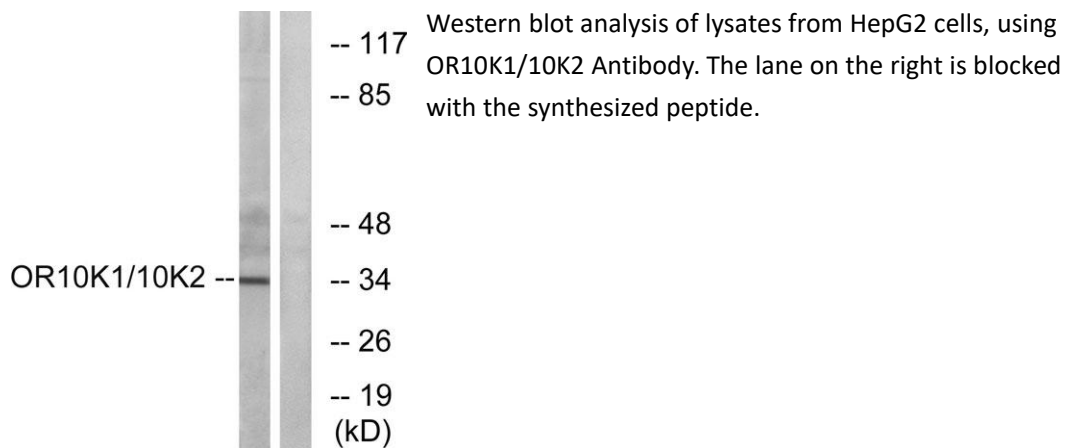 -- 117
-- 85
-- 48
OR10K1/10K2 -- -- 34
-- 26
-- 19
(kD)
Western blot analysis of lysates from HepG2 cells, using
OR10K1/10K2 Antibody. The lane on the right is blocked
with the synthesized peptide.